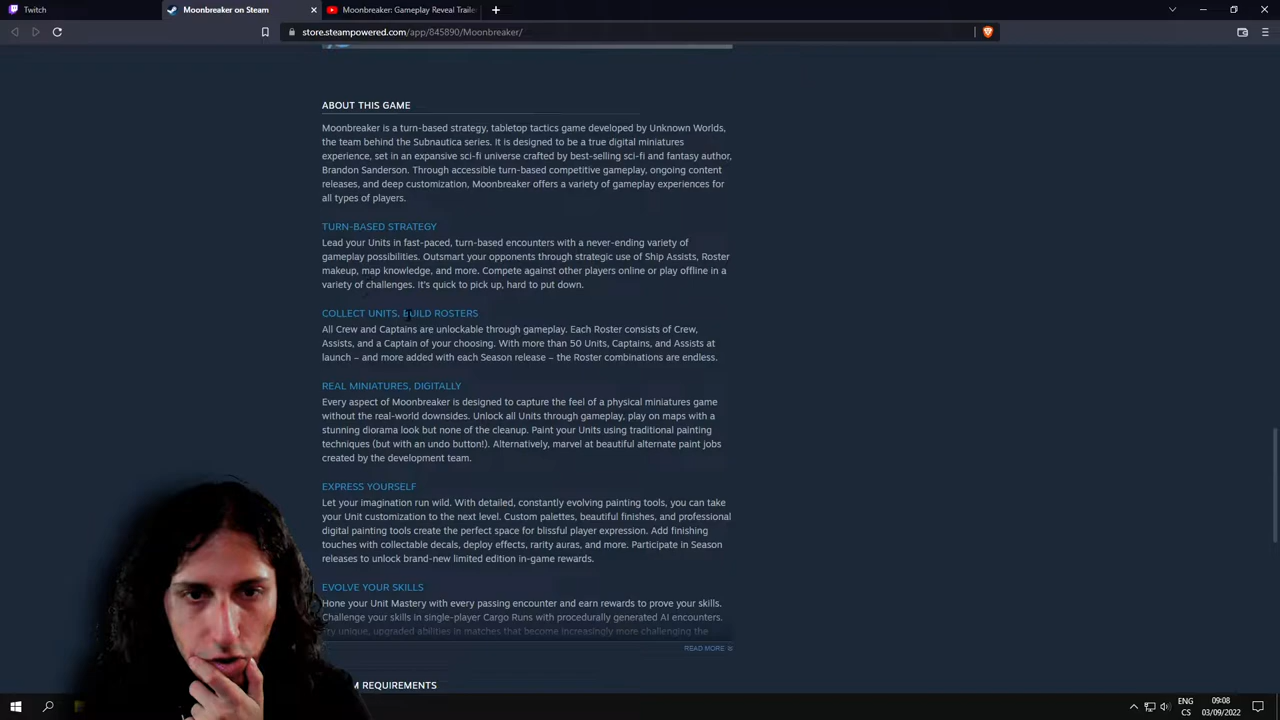 Twitch
Moonbreaker on Steam
Moonbreaker: Gameplay Reveal Trailer
store.steampowered.com/app/845890/Moonbreaker/
ABOUT THIS GAME
Moonbreaker is a turn-based strategy, tabletop tactics game developed by Unknown Worlds,
the team behind the Subnautica series. It is designed to be a true digital miniatures
experience, set in an expansive sci-fi universe crafted by best-selling sci-fi and fantasy author,
Brandon Sanderson. Through accessible turn-based competitive gameplay, ongoing content
releases, and deep customization, Moonbreaker offers a variety of gameplay experiences for
all types of players.
TURN-BASED STRATEGY
Lead your Units in fast-paced, turn-based encounters with a never-ending variety of
gameplay possibilities. Outsmart your opponents through strategic use of Ship Assists, Roster
makeup, map knowledge, and more. Compete against other players online or play offline in a
variety of challenges. It's quick to pick up, hard to put down.
COLLECT UNITS, BUILD ROSTERS
All Crew and Captains are unlockable through gameplay. Each Roster consists of Crew,
Assists, and a Captain of your choosing. With more than 50 Units, Captains, and Assists at
launch – and more added with each Season release – the Roster combinations are endless.
REAL MINIATURES, DIGITALLY
Every aspect of Moonbreaker is designed to capture the feel of a physical miniatures game
without the real-world downsides. Unlock all Units through gameplay, play on maps with a
stunning diorama look but none of the cleanup. Paint your Units using traditional painting
techniques (but with an undo button!). Alternatively, marvel at beautiful alternate paint jobs
created by the development team.
EXPRESS YOURSELF
Let your imagination run wild. With detailed, constantly evolving painting tools, you can take
your Unit customization to the next level. Custom palettes, beautiful finishes, and professional
digital painting tools create the perfect space for blissful player expression. Add finishing
touches with collectable decals, deploy effects, rarity auras, and more. Participate in Season
releases to unlock brand-new limited edition in-game rewards.
EVOLVE YOUR SKILLS
Hone your Unit Mastery with every passing encounter and earn rewards to prove your skills.
Challenge your skills in single-player Cargo Runs with procedurally generated AI encounters.
Try unique, upgraded abilities in matches that become increasingly more challenging the
READ MORE
M REQUIREMENTS
ENG
CS
09:08
03/09/2022